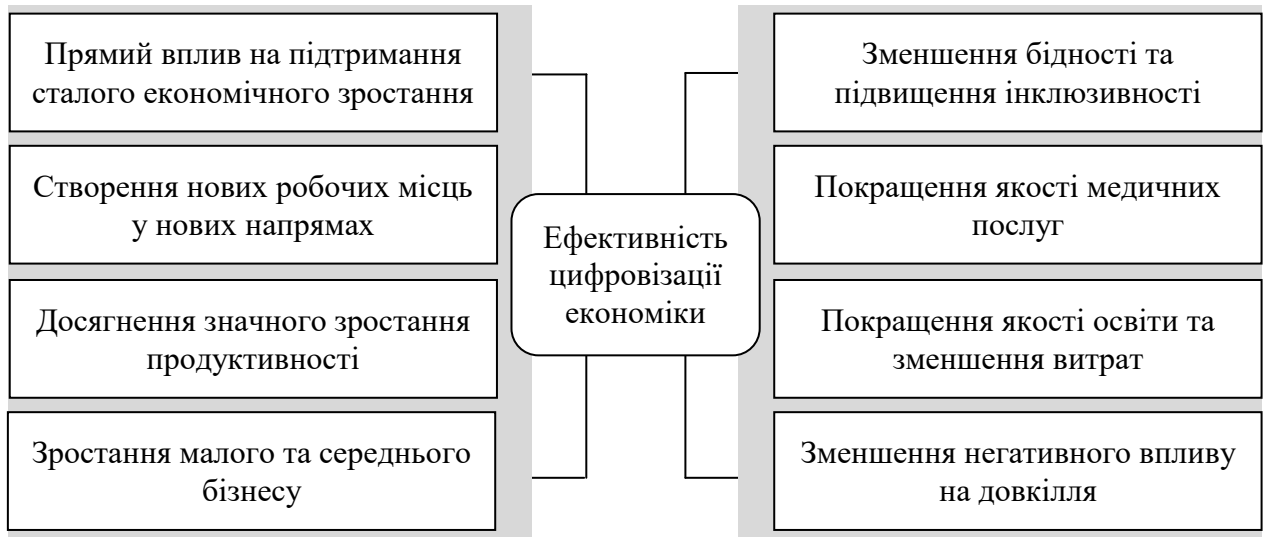 Прямий вплив на підтримання
сталого економічного зростання
Створення нових робочих місць
у нових напрямах
Досягнення значного зростання
продуктивності
Зростання малого та середнього
бізнесу
Ефективність
цифровізації
економіки
Зменшення бідності та
підвищення інклюзивності
Покращення якості медичних
послуг
Покращення якості освіти та
зменшення витрат
Зменшення негативного впливу
на довкілля